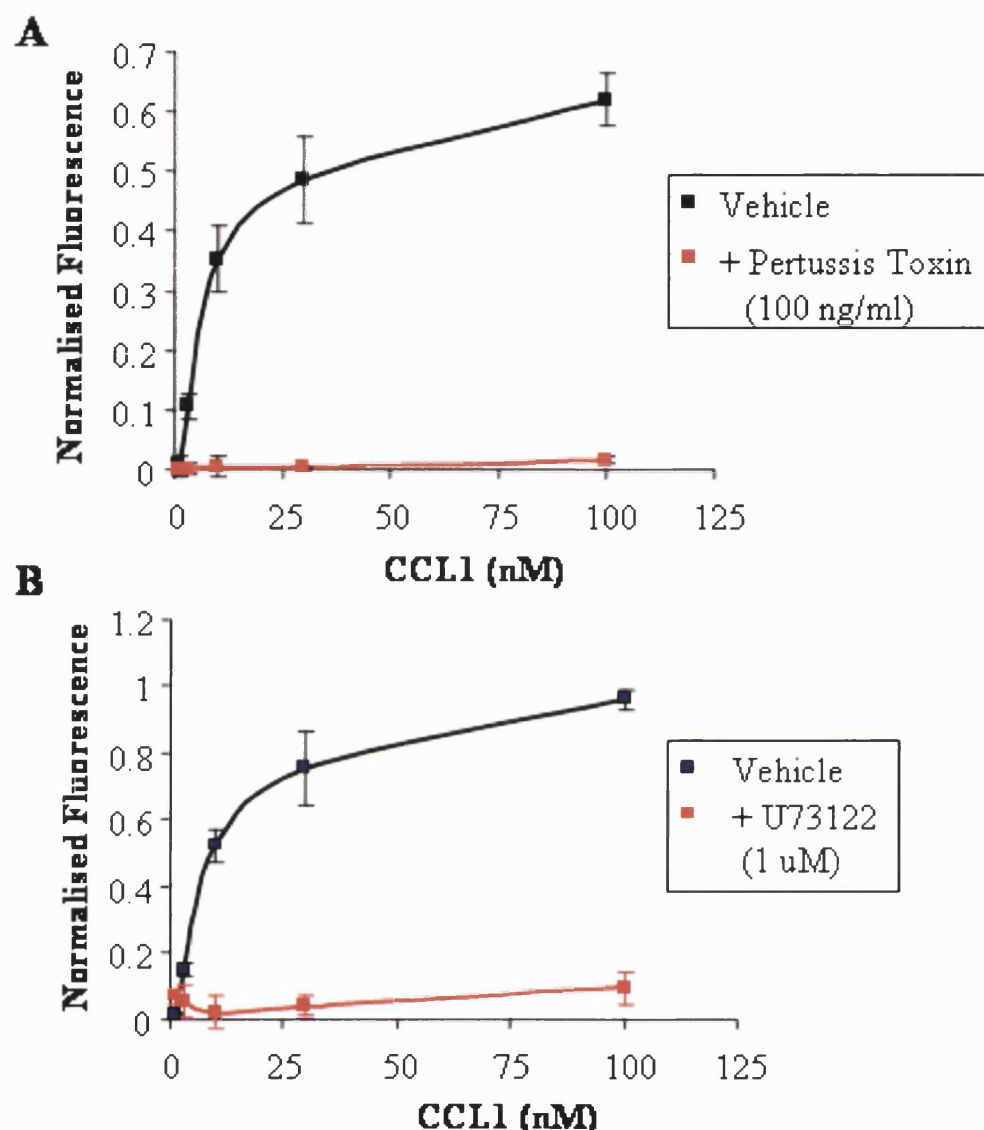 A
Normalised Fluorescence
0.7
0.6
0.5
0.4
0.3
0.2
0.1
0
0 25 50 75 100 125
CCL1 (nM)
Vehicle
+ Pertussis Toxin
(100 ng/ml)
B
Normalised Fluorescence
1.2
1
0.8
0.6
0.4
0.2
0
0 25 50 75 100 125
CCL1 (nM)
Vehicle
+ U73122
(1 uM)